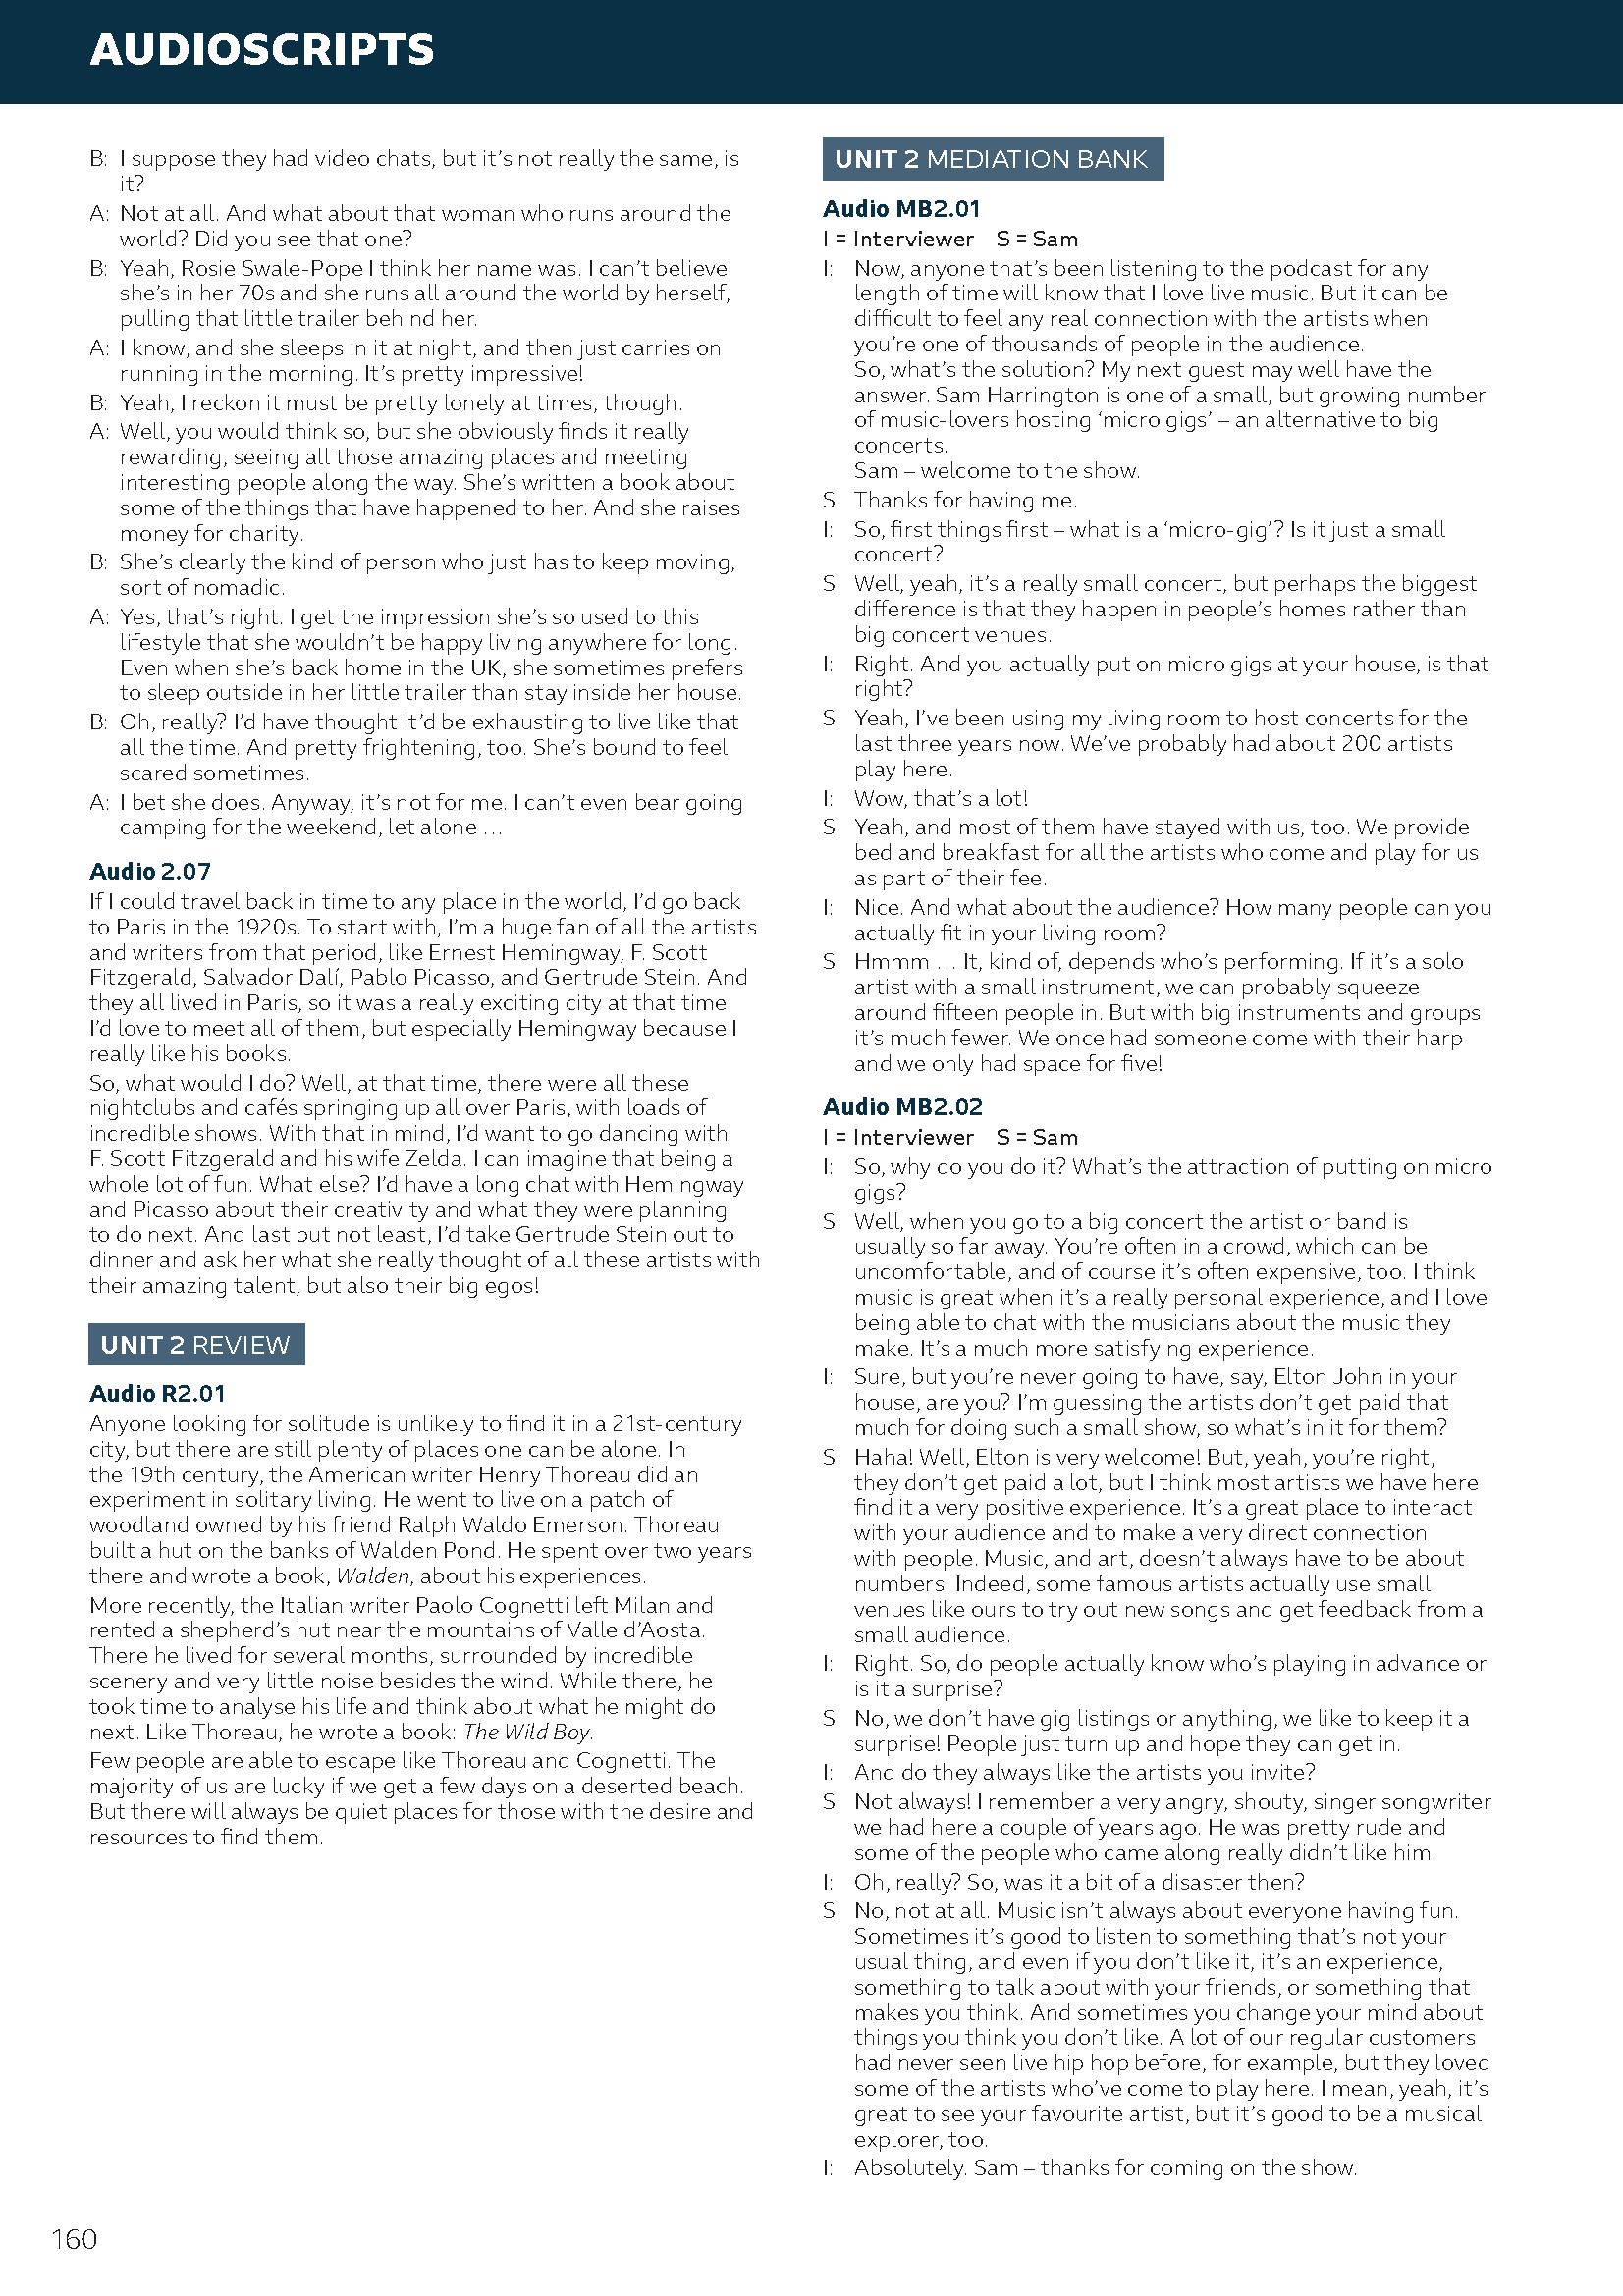 AUDIOSCRIPTS
B: I suppose they had video chats, but it’s not really the same, is
it?
A: Not at all. And what about that woman who runs around the
world? Did you see that one?
B: Yeah, Rosie Swale-Pope I think her name was. I can’t believe
she’s in her 70s and she runs all around the world by herself,
pulling that little trailer behind her.
A: I know, and she sleeps in it at night, and then just carries on
running in the morning. It’s pretty impressive!
B: Yeah, I reckon it must be pretty lonely at times, though.
A: Well, you would think so, but she obviously finds it really
rewarding, seeing all those amazing places and meeting
interesting people along the way. She’s written a book about
some of the things that have happened to her. And she raises
money for charity.
B: She’s clearly the kind of person who just has to keep moving,
sort of nomadic.
A: Yes, that’s right. I get the impression she’s so used to this
lifestyle that she wouldn’t be happy living anywhere for long.
Even when she’s back home in the UK, she sometimes prefers
to sleep outside in her little trailer than stay inside her house.
B: Oh, really? I’d have thought it’d be exhausting to live like that
all the time. And pretty frightening, too. She’s bound to feel
scared sometimes.
A: I bet she does. Anyway, it’s not for me. I can’t even bear going
camping for the weekend, let alone …
Audio 2.07
If I could travel back in time to any place in the world, I’d go back
to Paris in the 1920s. To start with, I’m a huge fan of all the artists
and writers from that period, like Ernest Hemingway, F. Scott
Fitzgerald, Salvador Dalí, Pablo Picasso, and Gertrude Stein. And
they all lived in Paris, so it was a really exciting city at that time.
I’d love to meet all of them, but especially Hemingway because I
really like his books.
So, what would I do? Well, at that time, there were all these
nightclubs and cafés springing up all over Paris, with loads of
incredible shows. With that in mind, I’d want to go dancing with
F. Scott Fitzgerald and his wife Zelda. I can imagine that being a
whole lot of fun. What else? I’d have a long chat with Hemingway
and Picasso about their creativity and what they were planning
to do next. And last but not least, I’d take Gertrude Stein out to
dinner and ask her what she really thought of all these artists with
their amazing talent, but also their big egos!
UNIT 2 REVIEW
Audio R2.01
Anyone looking for solitude is unlikely to find it in a 21st-century
city, but there are still plenty of places one can be alone. In
the 19th century, the American writer Henry Thoreau did an
experiment in solitary living. He went to live on a patch of
woodland owned by his friend Ralph Waldo Emerson. Thoreau
built a hut on the banks of Walden Pond. He spent over two years
there and wrote a book, Walden, about his experiences.
More recently, the Italian writer Paolo Cognetti left Milan and
rented a shepherd’s hut near the mountains of Valle d’Aosta.
There he lived for several months, surrounded by incredible
scenery and very little noise besides the wind. While there, he
took time to analyse his life and think about what he might do
next. Like Thoreau, he wrote a book: The Wild Boy.
Few people are able to escape like Thoreau and Cognetti. The
majority of us are lucky if we get a few days on a deserted beach.
But there will always be quiet places for those with the desire and
resources to find them.
UNIT 2 MEDIATION BANK
Audio MB2.01
I = Interviewer S = Sam
I: Now, anyone that’s been listening to the podcast for any
length of time will know that I love live music. But it can be
difficult to feel any real connection with the artists when
you’re one of thousands of people in the audience.
So, what’s the solution? My next guest may well have the
answer. Sam Harrington is one of a small, but growing number
of music-lovers hosting ‘micro gigs’ – an alternative to big
concerts.
Sam – welcome to the show.
S: Thanks for having me.
I: So, first things first – what is a ‘micro-gig’? Is it just a small
concert?
S: Well, yeah, it’s a really small concert, but perhaps the biggest
difference is that they happen in people’s homes rather than
big concert venues.
I: Right. And you actually put on micro gigs at your house, is that
right?
S: Yeah, I’ve been using my living room to host concerts for the
last three years now. We’ve probably had about 200 artists
play here.
I: Wow, that’s a lot!
S: Yeah, and most of them have stayed with us, too. We provide
bed and breakfast for all the artists who come and play for us
as part of their fee.
I: Nice. And what about the audience? How many people can you
actually fit in your living room?
S: Hmmm … It, kind of, depends who’s performing. If it’s a solo
artist with a small instrument, we can probably squeeze
around fifteen people in. But with big instruments and groups
it’s much fewer. We once had someone come with their harp
and we only had space for five!
Audio MB2.02
I = Interviewer S = Sam
I: So, why do you do it? What’s the attraction of putting on micro
gigs?
S: Well, when you go to a big concert the artist or band is
usually so far away. You’re often in a crowd, which can be
uncomfortable, and of course it’s often expensive, too. I think
music is great when it’s a really personal experience, and I love
being able to chat with the musicians about the music they
make. It’s a much more satisfying experience.
I: Sure, but you’re never going to have, say, Elton John in your
house, are you? I’m guessing the artists don’t get paid that
much for doing such a small show, so what’s in it for them?
S: Haha! Well, Elton is very welcome! But, yeah, you’re right,
they don’t get paid a lot, but I think most artists we have here
find it a very positive experience. It’s a great place to interact
with your audience and to make a very direct connection
with people. Music, and art, doesn’t always have to be about
numbers. Indeed, some famous artists actually use small
venues like ours to try out new songs and get feedback from a
small audience.
I: Right. So, do people actually know who’s playing in advance or
is it a surprise?
S: No, we don’t have gig listings or anything, we like to keep it a
surprise! People just turn up and hope they can get in.
I: And do they always like the artists you invite?
S: Not always! I remember a very angry, shouty, singer songwriter
we had here a couple of years ago. He was pretty rude and
some of the people who came along really didn’t like him.
I: Oh, really? So, was it a bit of a disaster then?
S: No, not at all. Music isn’t always about everyone having fun.
Sometimes it’s good to listen to something that’s not your
usual thing, and even if you don’t like it, it’s an experience,
something to talk about with your friends, or something that
makes you think. And sometimes you change your mind about
things you think you don’t like. A lot of our regular customers
had never seen live hip hop before, for example, but they loved
some of the artists who’ve come to play here. I mean, yeah, it’s
great to see your favourite artist, but it’s good to be a musical
explorer, too.
I: Absolutely. Sam – thanks for coming on the show.
160